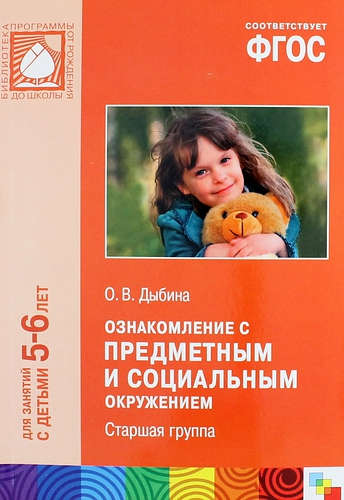 БИБЛИОТЕКА
ПРОГРАММЫ
ОТ РОЖДЕНИЯ
ДО ШКОЛЫ
СООТВЕТСТВУЕТ
ФГОС
О. В. Дыбина
ОЗНАКОМЛЕНИЕ С
ПРЕДМЕТНЫМ
И СОЦИАЛЬНЫМ
ОКРУЖЕНИЕМ
Старшая группа
ДЛЯ ЗАНЯТИЙ
С ДЕТЬМИ 5-6 ЛЕТ